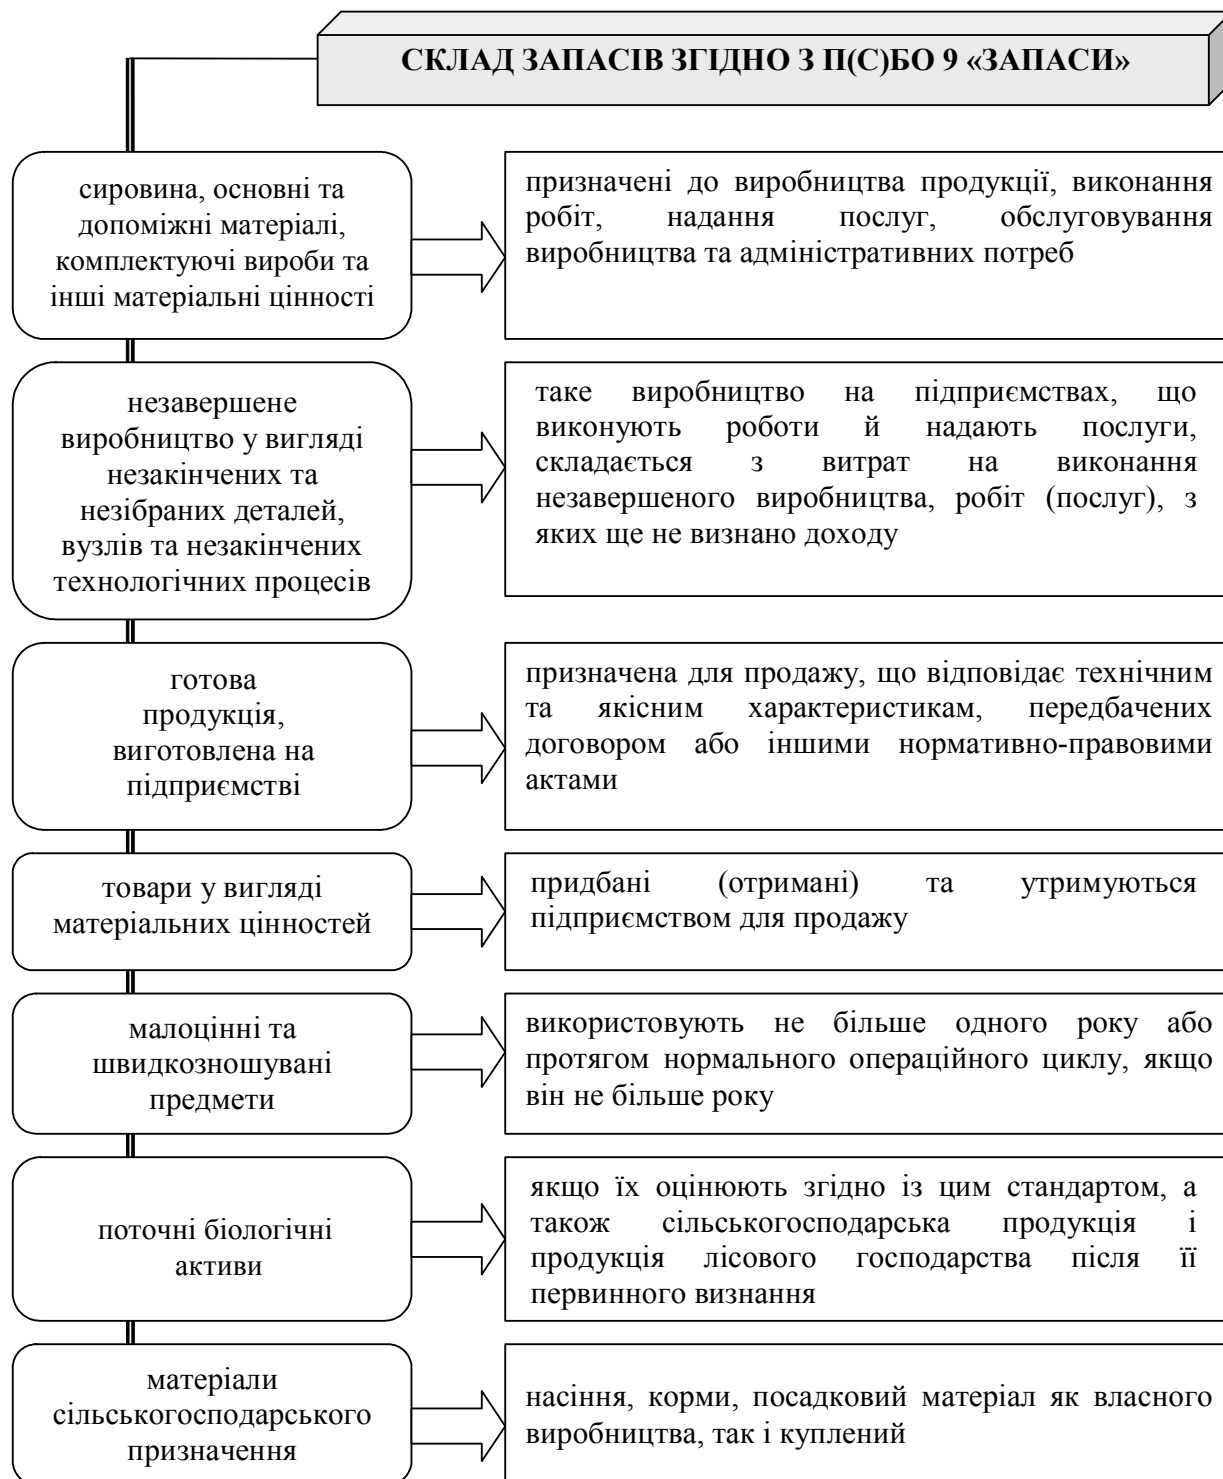 СКЛАД ЗАПАСІВ ЗГІДНО З П(С)БО 9 «ЗАПАСИ»
сировина, основні та
допоміжні матеріалі,
комплектуючі вироби та
інші матеріальні цінності
призначені до виробництва продукції, виконання
робіт, надання послуг, обслуговування
виробництва та адміністративних потреб
незавершене
виробництво у вигляді
незакінчених та
незібраних деталей,
вузлів та незакінчених
технологічних процесів
таке виробництво на підприємствах, що
виконують роботи й надають послуги,
складається з витрат на виконання
незавершеного виробництва, робіт (послуг), з
яких ще не визнано доходу
готова
продукція,
виготовлена на
підприємстві
призначена для продажу, що відповідає технічним
та якісним характеристикам, передбачених
договором або іншими нормативно-правовими
актами
товари у вигляді
матеріальних цінностей
придбані (отримані) та утримуються
підприємством для продажу
малоцінні та
швидкозношувані
предмети
використовують не більше одного року або
протягом нормального операційного циклу, якщо
він не більше року
поточні біологічні
активи
якщо їх оцінюють згідно із цим стандартом, а
також сільськогосподарська продукція і
продукція лісового господарства після її
первинного визнання
матеріали
сільськогосподарського
призначення
насіння, корми, посадковий матеріал як власного
виробництва, так і куплений